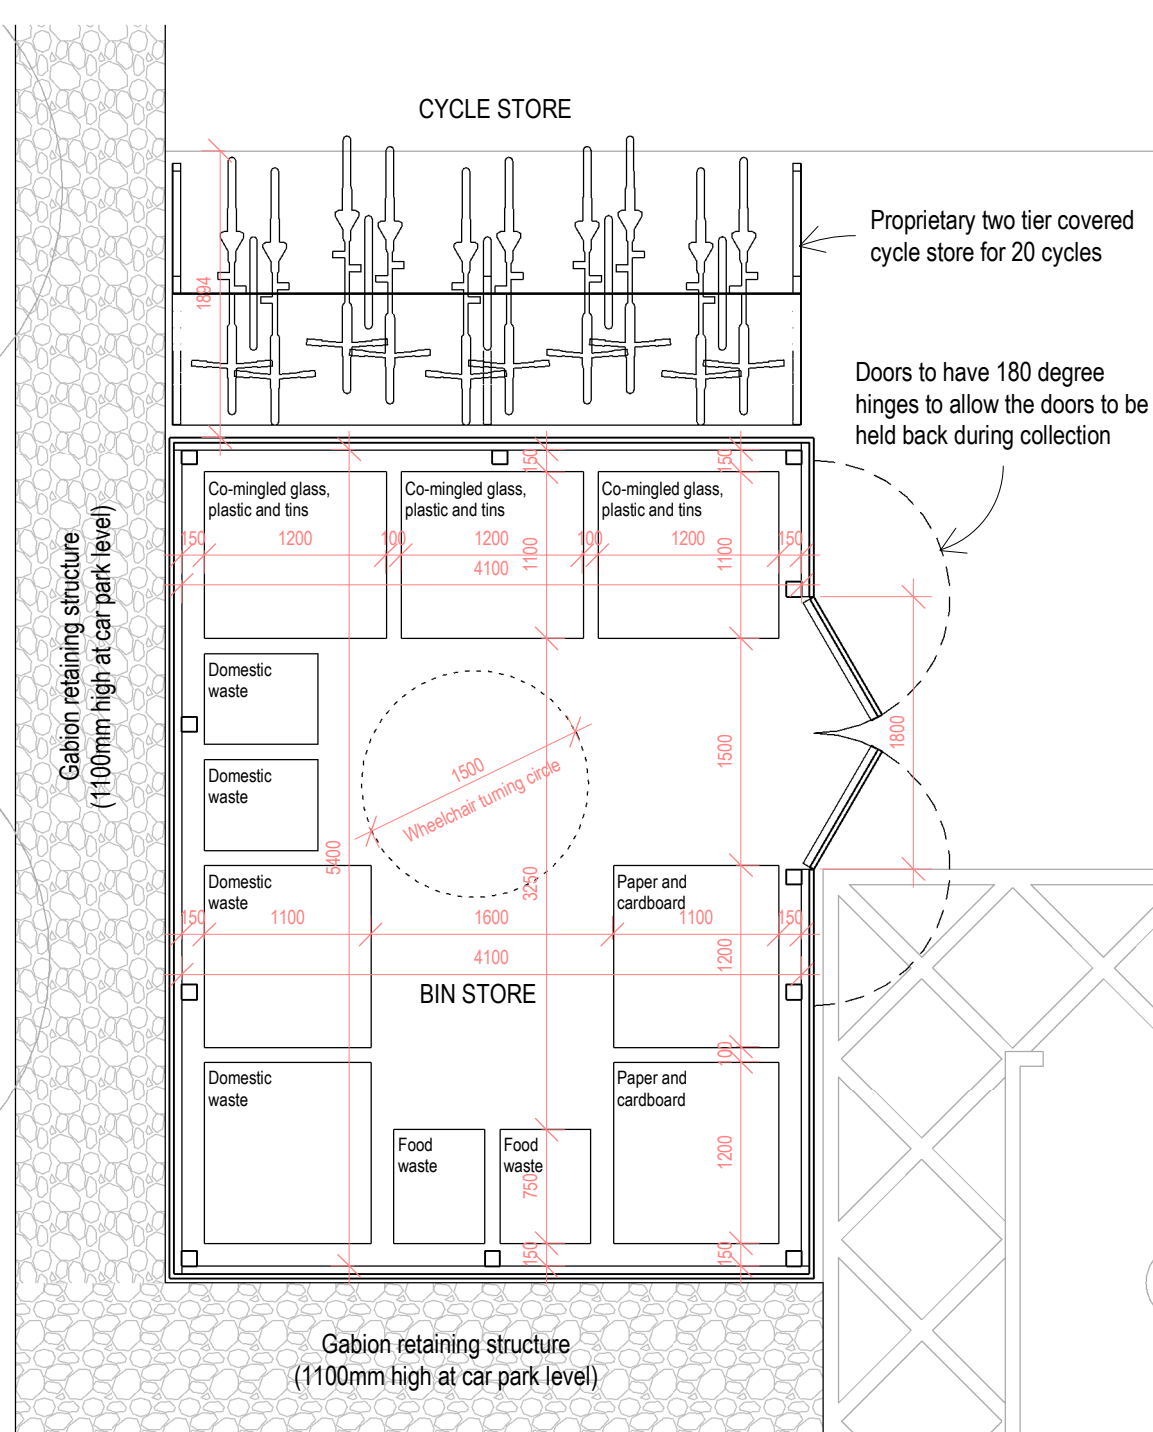 CYCLE STORE
Proprietary two tier covered
cycle store for 20 cycles
1894
Doors to have 180 degree
hinges to allow the doors to be
held back during collection
150
150
Co-mingled glass,
plastic and tins
Co-mingled glass,
plastic and tins
Co-mingled glass,
plastic and tins
150
1200
100
1200
100
1200
150
1100
1100
4100
Gabion retaining structure
(1100mm high at car park level)
Domestic
waste
Domestic
waste
1500
Wheelchair turning circle
1500
1800
5400
3250
Domestic
waste
Paper and
cardboard
150
1100
1600
1100
150
4100
1200
BIN STORE
100
Domestic
waste
Paper and
cardboard
Food
waste
Food
waste
750
1200
150
150
Gabion retaining structure
(1100mm high at car park level)